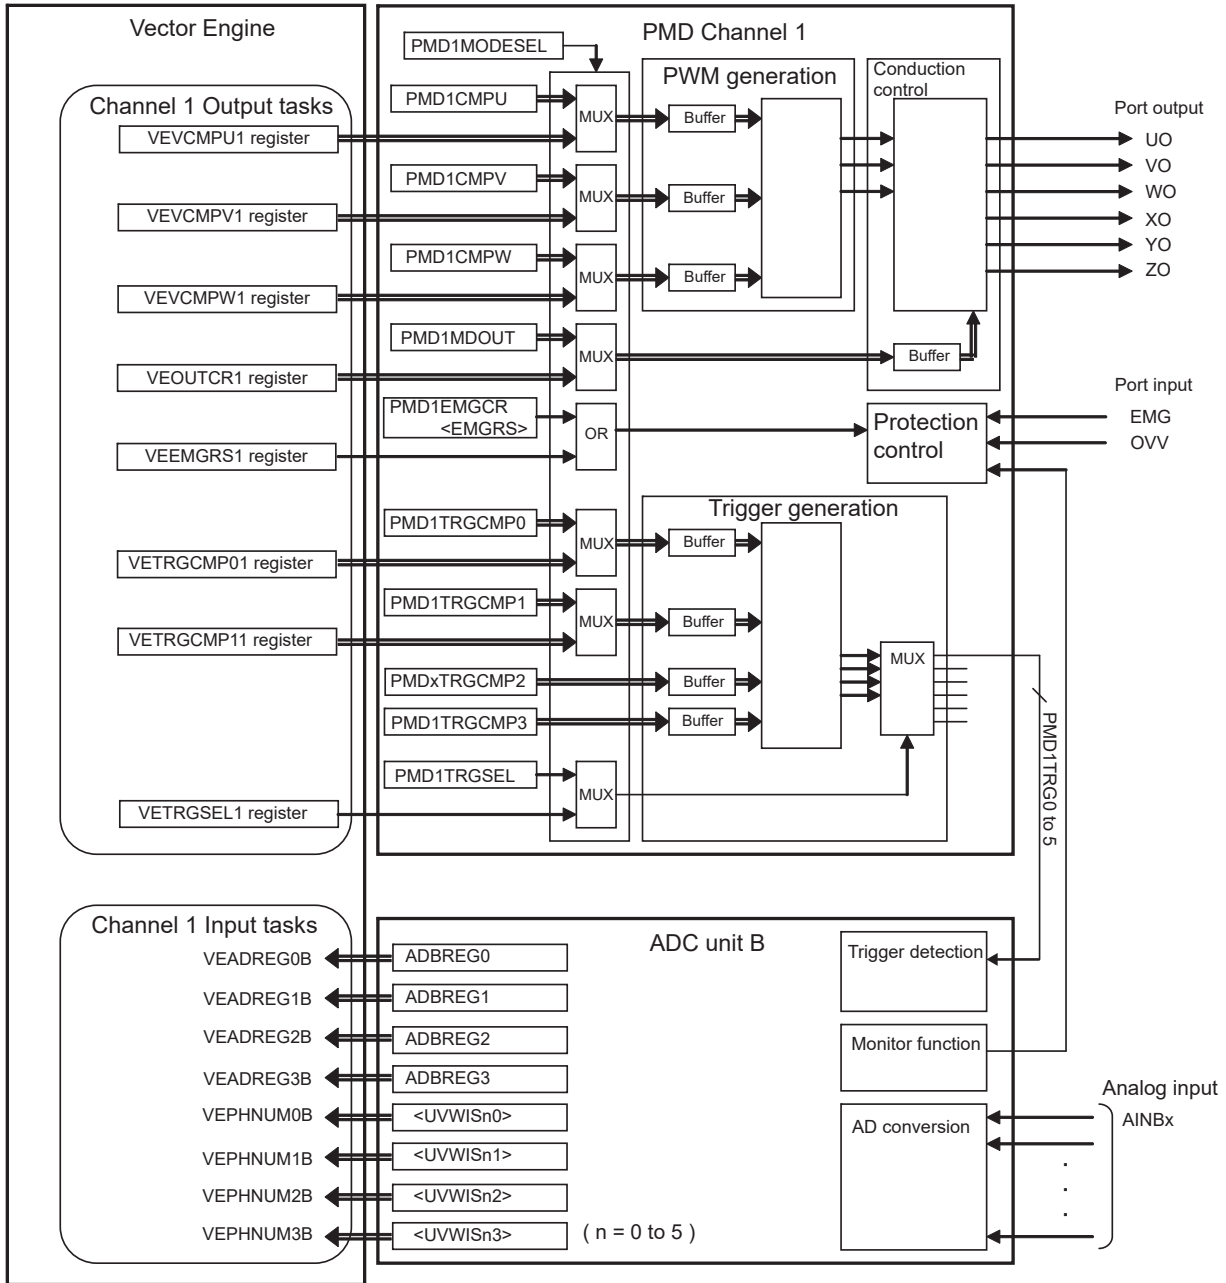 Vector Engine
Channel 1 Output tasks
VEVCMPU1 register
VEVCMPV1 register
VEVCMPW1 register
VEOUTCR1 register
VEEMGRS1 register
VETRGCMP01 register
VETRGCMP11 register
VETRGSEL1 register
PMD Channel 1
PMD1MODESEL
PMD1CMPU
MUX
PMD1CMPV
MUX
PMD1CMPW
MUX
PMD1MDOUT
MUX
PMD1EMGCR
<EMGRS>
OR
PMD1TRGCMP0
MUX
PMD1TRGCMP1
MUX
PMDxTRGCMP2
PMD1TRGCMP3
PMD1TRGSEL
MUX
PWM generation
Buffer
Buffer
Buffer
Conduction
control
Buffer
Protection
control
Trigger generation
Buffer
Buffer
Buffer
Buffer
MUX
Port output
UO
VO
WO
XO
YO
ZO
Port input
EMG
OVV
PMD1TRG0 to 5
Channel 1 Input tasks
VEADREG0B
VEADREG1B
VEADREG2B
VEADREG3B
VEPHNUM0B
VEPHNUM1B
VEPHNUM2B
VEPHNUM3B
ADC unit B
ADBREG0
ADBREG1
ADBREG2
ADBREG3
<UVWISn0>
<UVWISn1>
<UVWISn2>
<UVWISn3>
( n = 0 to 5 )
Trigger detection
Monitor function
AD conversion
Analog input
AINBx
.
.
.